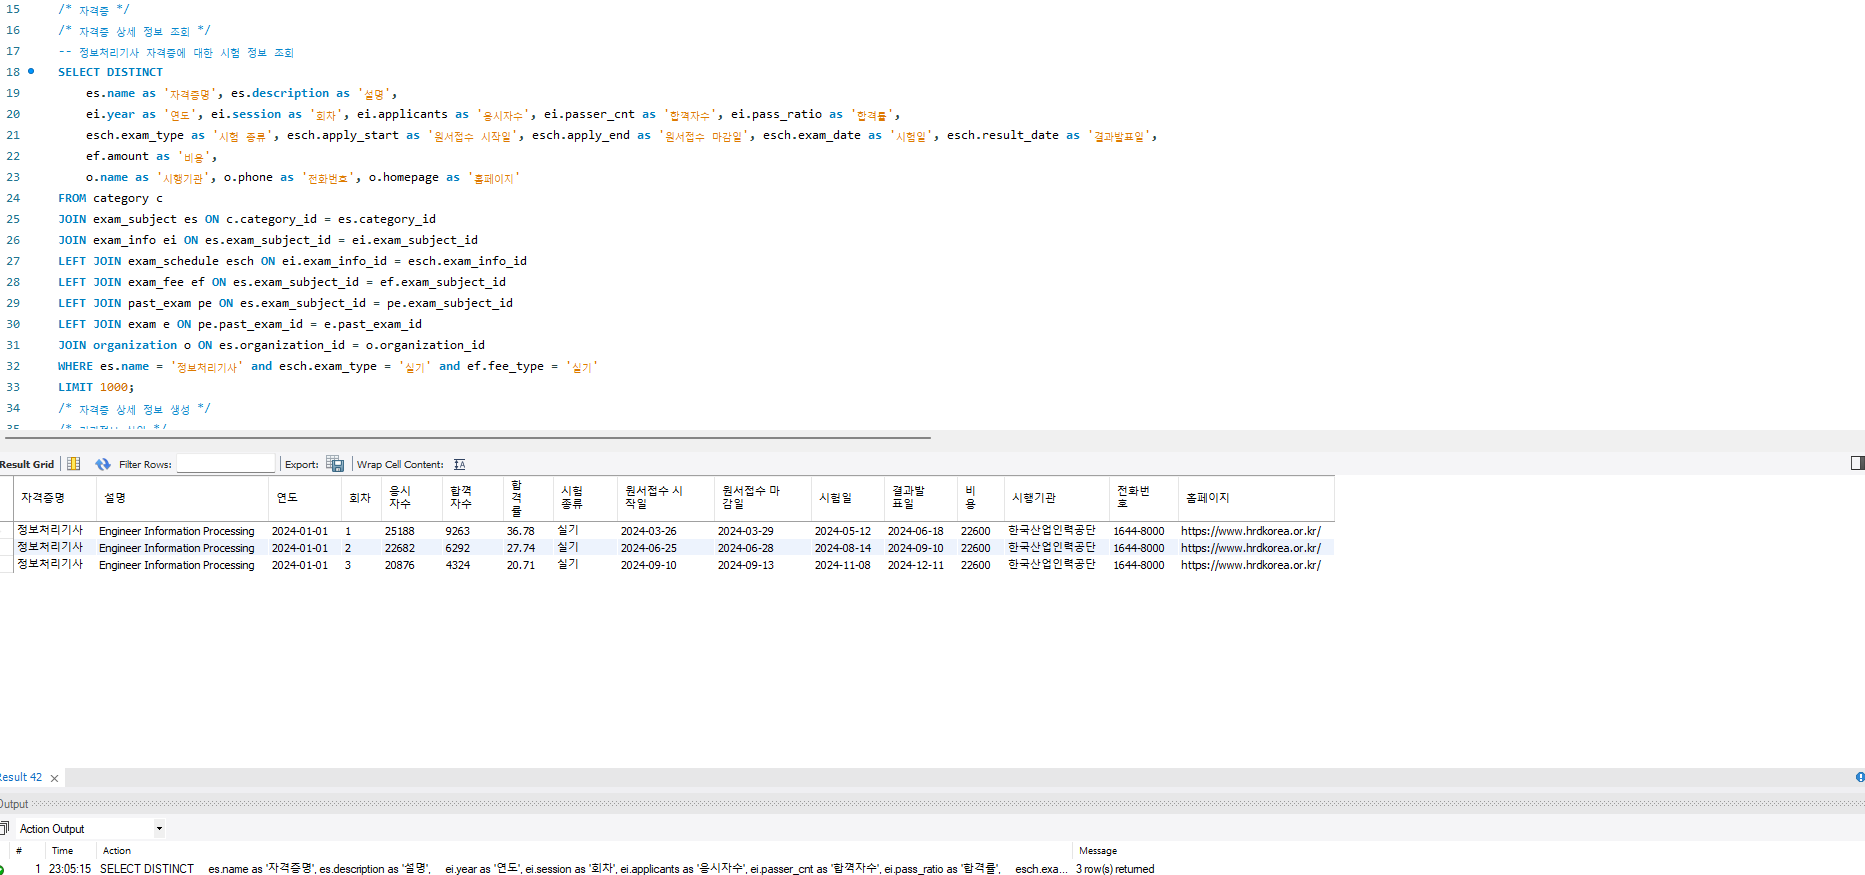 15 /* 자격증 */
16 /* 자격증 상세 정보 조회 */
17 -- 정보처리기사 자격증에 대한 시험 정보 조회
18 SELECT DISTINCT
19 es.name as '자격증명', es.description as '설명',
20 ei.year as '연도', ei.session as '회차', ei.applicants as '응시자수', ei.passer_cnt as '합격자수', ei.pass_ratio as '합격률',
21 esch.exam_type as '시험 종류', esch.apply_start as '원서접수 시작일', esch.apply_end as '원서접수 마감일', esch.exam_date as '시험일', esch.result_date as '결과발표일',
22 ef.amount as '비용',
23 o.name as '시행기관', o.phone as '전화번호', o.homepage as '홈페이지'
24 FROM category c
25 JOIN exam_subject es ON c.category_id = es.category_id
26 JOIN exam_info ei ON es.exam_subject_id = ei.exam_subject_id
27 LEFT JOIN exam_schedule esch ON ei.exam_info_id = esch.exam_info_id
28 LEFT JOIN exam_fee ef ON es.exam_subject_id = ef.exam_subject_id
29 LEFT JOIN past_exam pe ON es.exam_subject_id = pe.exam_subject_id
30 LEFT JOIN exam e ON pe.past_exam_id = e.past_exam_id
31 JOIN organization o ON es.organization_id = o.organization_id
32 WHERE es.name = '정보처리기사' and esch.exam_type = '실기' and ef.fee_type = '실기'
33 LIMIT 1000;
34 /* 자격증 상세 정보 생성 */
35 /* */
Result Grid Filter Rows: Export: Wrap Cell Content: IA
자격증명 설명 연도 회차 응시자수 합격자수 합격률 시험 종류 원서접수 시작일 원서접수 마감일 시험일 결과발표일 비용 시행기관 전화번호 홈페이지
정보처리기사 Engineer Information Processing 2024-01-01 1 25188 9263 36.78 실기 2024-03-26 2024-03-29 2024-05-12 2024-06-18 22600 한국산업인력공단 1644-8000 https://www.hrdkorea.or.kr/
정보처리기사 Engineer Information Processing 2024-01-01 2 22682 6292 27.74 실기 2024-06-25 2024-06-28 2024-08-14 2024-09-10 22600 한국산업인력공단 1644-8000 https://www.hrdkorea.or.kr/
정보처리기사 Engineer Information Processing 2024-01-01 3 20876 4324 20.71 실기 2024-09-10 2024-09-13 2024-11-08 2024-12-11 22600 한국산업인력공단 1644-8000 https://www.hrdkorea.or.kr/
Result 42
Output
Action Output
# Time Action Message
1 23:05:15 SELECT DISTINCT es.name as '자격증명', es.description as '설명', ei.year as '연도', ei.session as '회차', ei.applicants as '응시자수', ei.passer_cnt as '합격자수', ei.pass_ratio as '합격률', esch.exa... 3 row(s) returned